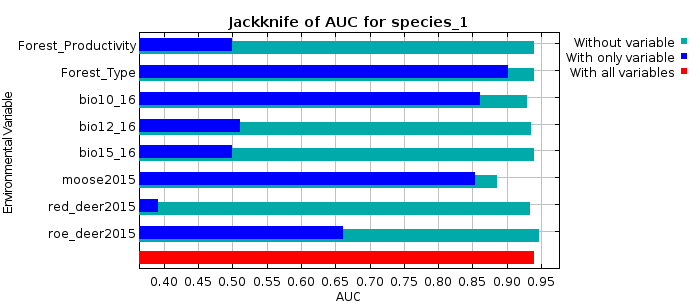 Jackknife of AUC for species_1
Environmental Variable
Forest_Productivity
Forest_Type
bio10_16
bio12_16
bio15_16
moose2015
red_deer2015
roe_deer2015
0.40 0.45 0.50 0.55 0.60 0.65 0.70 0.75 0.80 0.85 0.90 0.95
AUC
Without variable
With only variable
With all variables